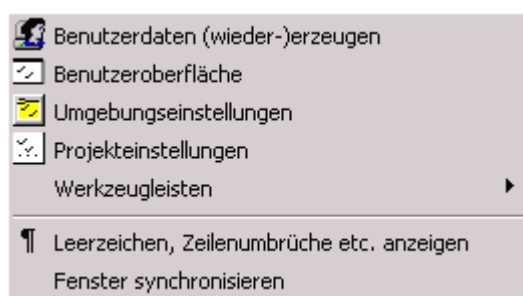 Benutzerdaten (wieder-)erzeugen
Benutzeroberfläche
Umgebungseinstellungen
Projekteinstellungen
Werkzeugleisten
¶ Leerzeichen, Zeilenumbrüche etc. anzeigen
Fenster synchronisieren